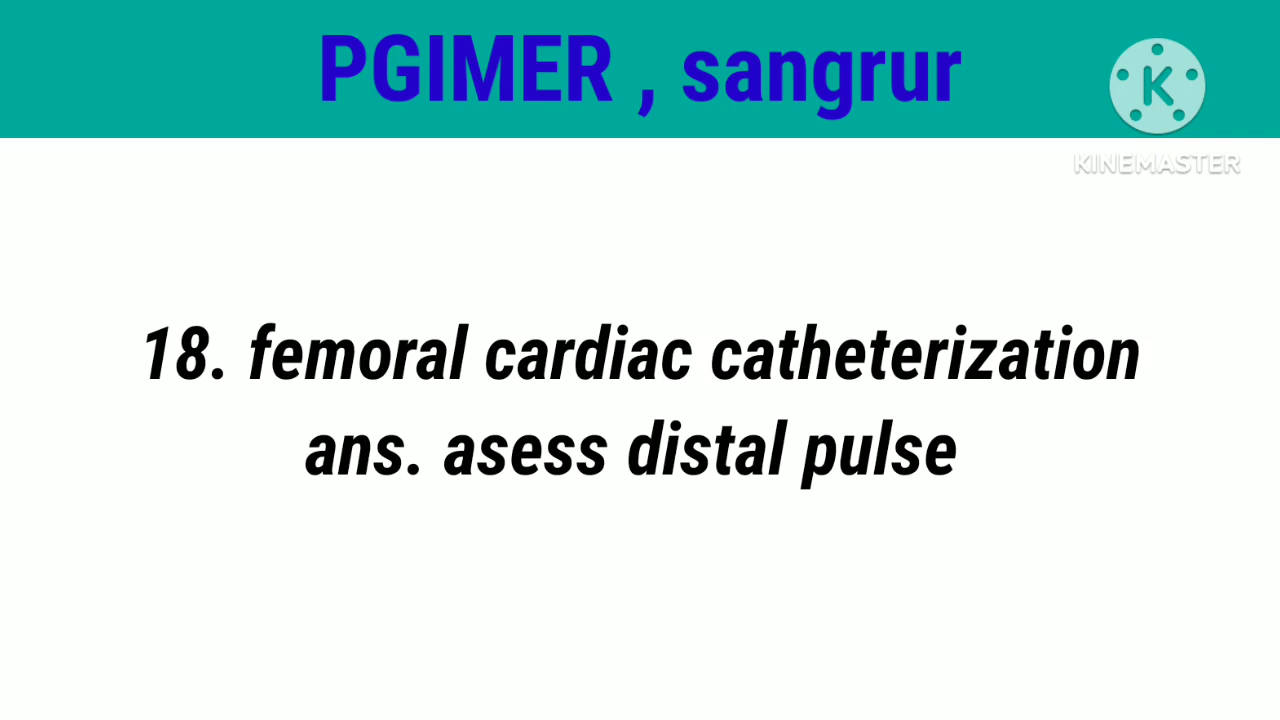 PGIMER , sangrur
K
KINEMASTER
18. femoral cardiac catheterization
ans. asess distal pulse